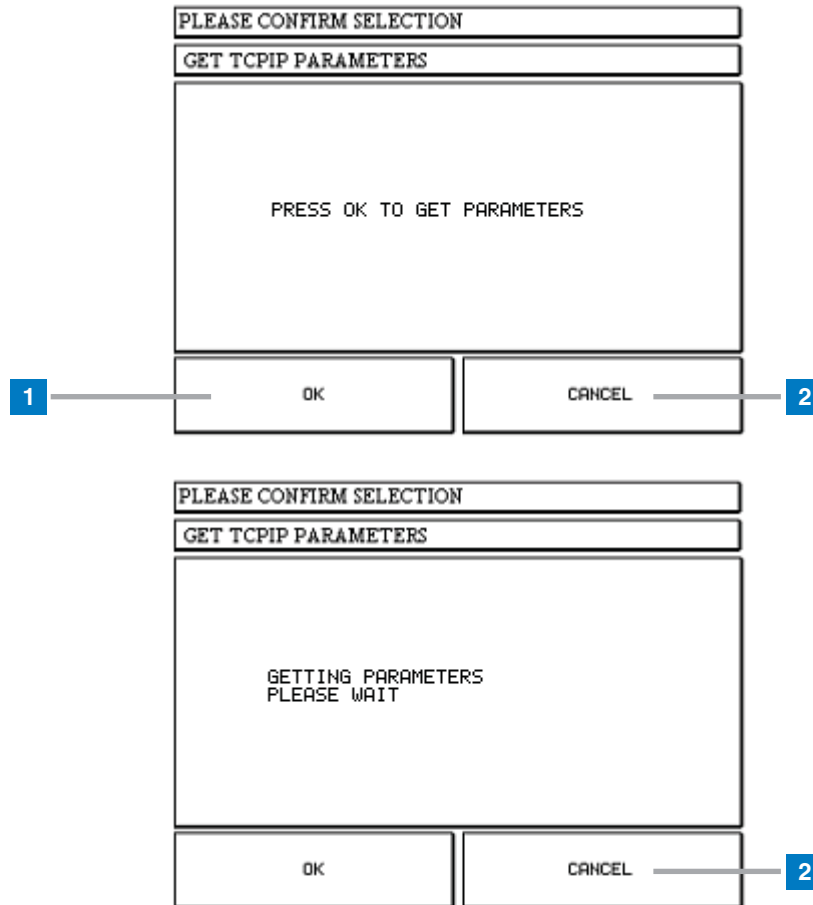 PLEASE CONFIRM SELECTION
GET TCPIP PARAMETERS
PRESS OK TO GET PARAMETERS
1
OK
CANCEL
2
PLEASE CONFIRM SELECTION
GET TCPIP PARAMETERS
GETTING PARAMETERS
PLEASE WAIT
OK
CANCEL
2